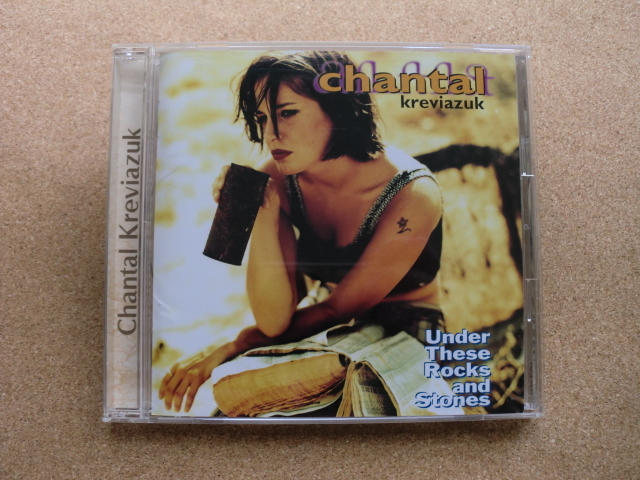 Chantal Kreviazuk
chantal
kreviazuk
Under
These
Rocks
and
Stones